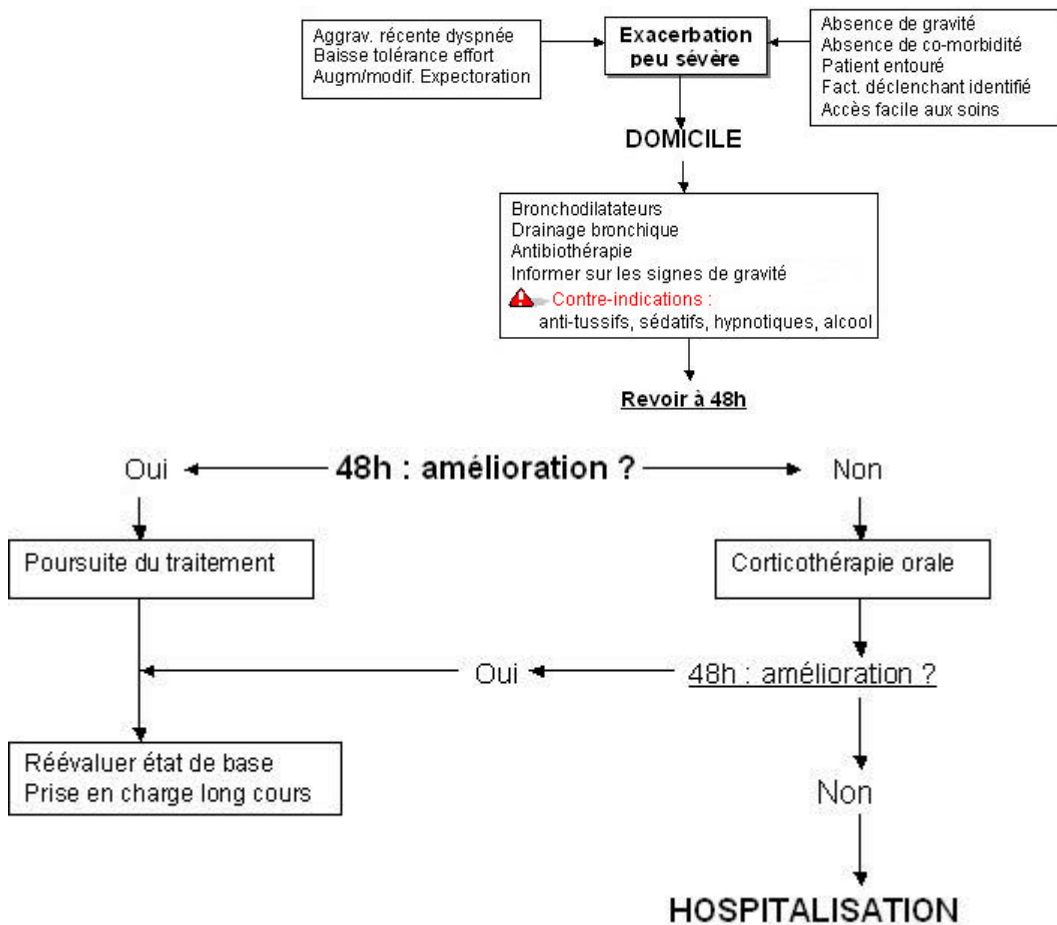 Aggrav. récente dyspnée
Baisse tolérance effort
Augm/modif. Expectoration
Exacerbation
peu sévère
Absence de gravité
Absence de co-morbidité
Patient entouré
Fact. déclenchant identifié
Accès facile aux soins
DOMICILE
Bronchodilatateurs
Drainage bronchique
Antibiothérapie
Informer sur les signes de gravité
Contre-indications :
anti-tussifs, sédatifs, hypnotiques, alcool
Revoir à 48h
Oui
48h : amélioration ?
Non
Poursuite du traitement
Corticothérapie orale
Oui
48h : amélioration ?
Réévaluer état de base
Prise en charge long cours
Non
HOSPITALISATION